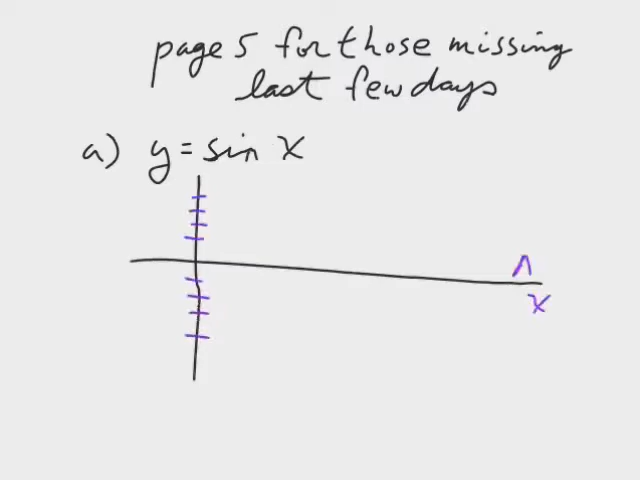 page 5 for those missing
last few days
a) y = sin x
x